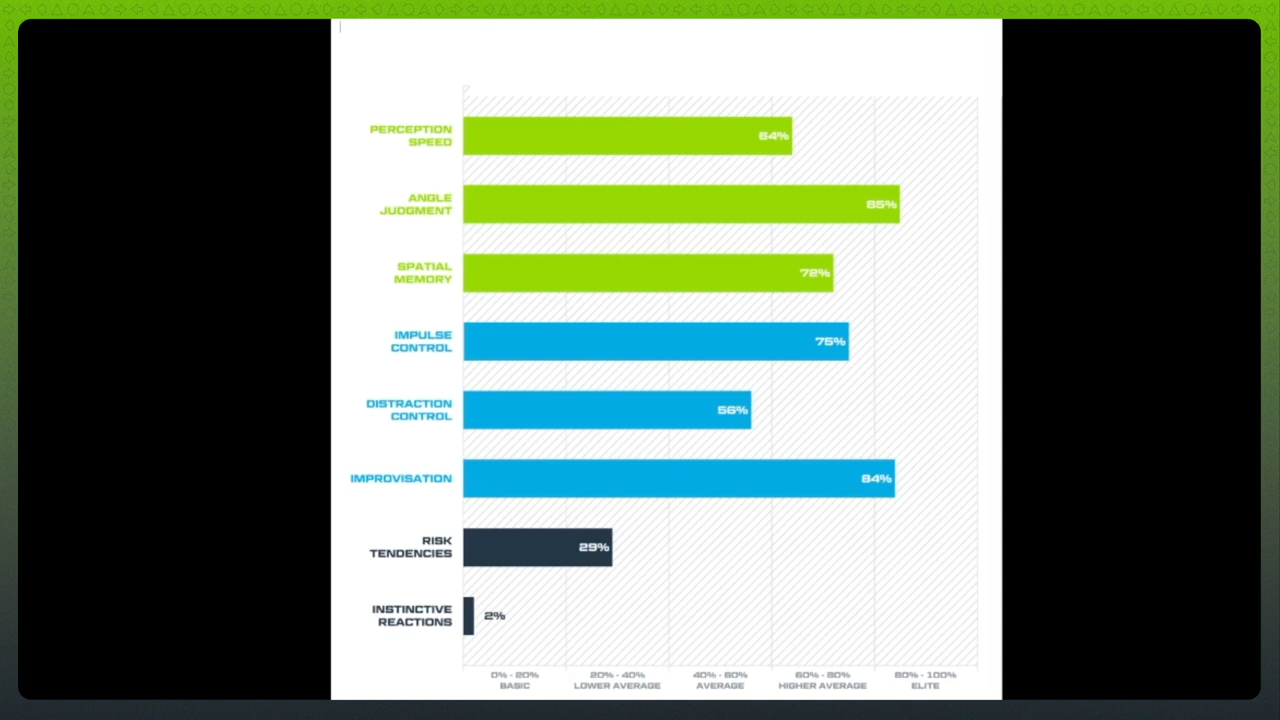 PERCEPTION
SPEED
64%
ANGLE
JUDGMENT
85%
SPATIAL
MEMORY
72%
IMPULSE
CONTROL
75%
DISTRACTION
CONTROL
56%
IMPROVISATION
84%
RISK
TENDENCIES
29%
INSTINCTIVE
REACTIONS
2%
0% - 20%
BASIC
20% - 40%
LOWER AVERAGE
40% - 60%
AVERAGE
60% - 80%
HIGHER AVERAGE
80% - 100%
ELITE